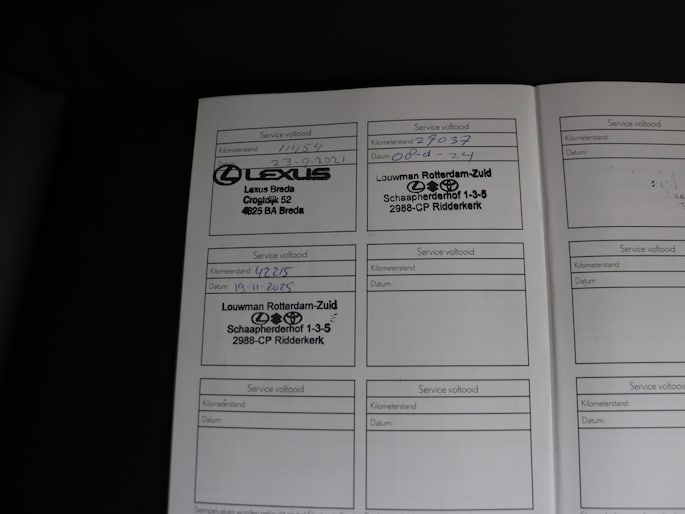 Service voltooid
Kilometerstand: 11454
Datum: 23-9-2021
LEXUS
Lexus Breda
Crogtdijk 52
4825 BA Breda
Service voltooid
Kilometerstand: 27037
Datum: 08-d-24
Louwman Rotterdam-Zuid
Schaapherderhof 1-3-5
2988-CP Ridderkerk
Service voltooid
Kilometerstand:
Service voltooid
Kilometerstand: 42215
Datum: 19 11-2025
Louwman Rotterdam-Zuid
Schaapherderhof 1-3-5
2988-CP Ridderkerk
Service voltooid
Kilometerstand:
Datum:
Service voltooid
Kilometerstand:
Datum:
Service voltooid
Kilometerstand:
Datum:
Service voltooid
Kilometerstand:
Datum:
Service voltooid
Kilometerstand:
Datum: